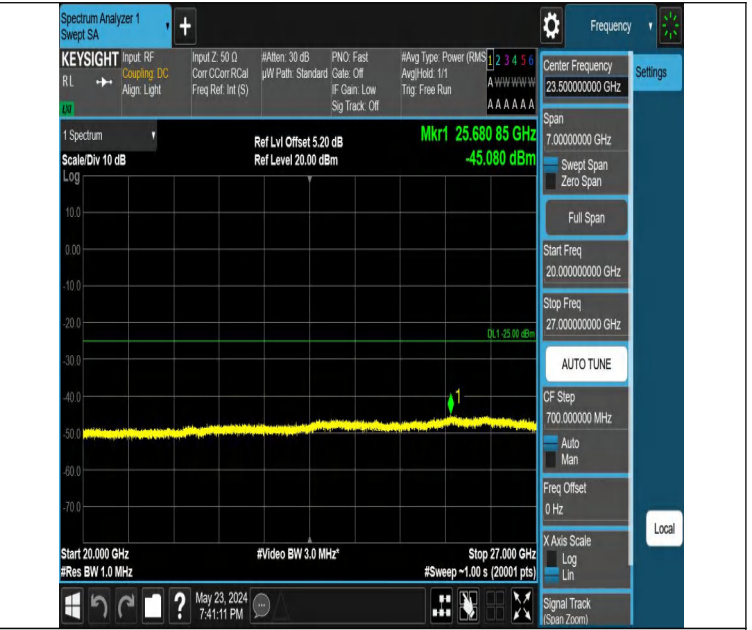 Spectrum Analyzer 1
Swept SA
+
Frequency
KEYSIGHT
RL
Input: RF
Coupling: DC
Align: Light
Input Z: 50 Ω
Corr CCorr RCal
Freq Ref: Int (S)
#Atten: 30 dB
µW Path: Standard
PNO: Fast
Gate: Off
IF Gain: Low
Sig Track: Off
#Avg Type: Power (RMS
Avg|Hold: 1/1
Trig: Free Run
1 2 3 4 5 6
A W W W W W
A A A A A A
1 Spectrum
Scale/Div 10 dB
Ref Lvl Offset 5.20 dB
Ref Level 20.00 dBm
Mkr1 25.680 85 GHz
-45.080 dBm
Log
10.0
0.00
-10.0
-20.0
-30.0
-40.0
-50.0
-60.0
-70.0
DL1 -25.00 dBm
1
Start 20.000 GHz
#Res BW 1.0 MHz
#Video BW 3.0 MHz*
Stop 27.000 GHz
#Sweep ~1.00 s (20001 pts)
?
May 23, 2024
7:41:11 PM
Center Frequency
23.500000000 GHz
Settings
Span
7.00000000 GHz
Swept Span
Zero Span
Full Span
Start Freq
20.000000000 GHz
Stop Freq
27.000000000 GHz
AUTO TUNE
CF Step
700.000000 MHz
Auto
Man
Freq Offset
0 Hz
X Axis Scale
Log
Lin
Local
Signal Track
(Span Zoom)